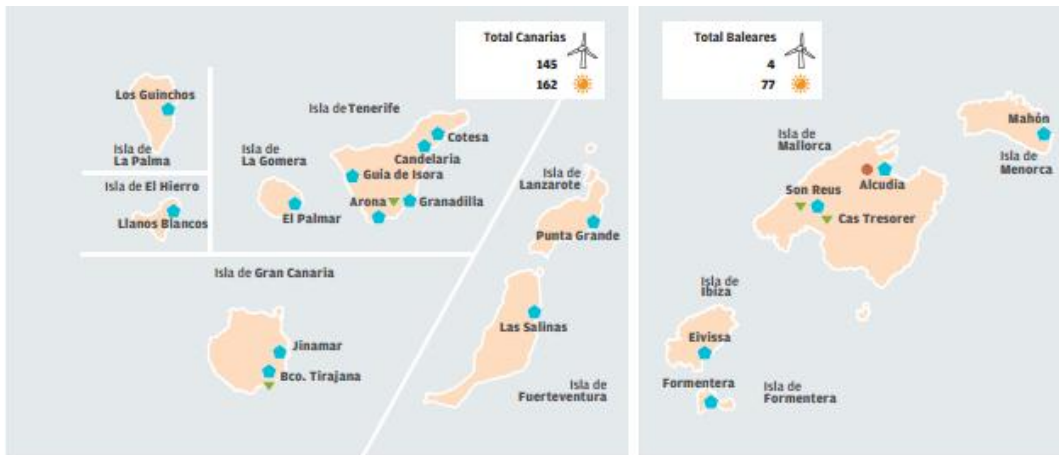 Total Canarias
145
162
Los Guinchos
Isla de
La Palma
Isla de El Hierro
Llanos Blancos
Isla de
La Gomera
El Palmar
Isla de Tenerife
Cotesa
Candelaria
Guia de Isora
Arona
Granadilla
Isla de
Lanzarote
Punta Grande
Isla de Gran Canaria
Jinamar
Bco. Tirajana
Las Salinas
Isla de
Fuerteventura
Total Baleares
4
77
Mahón
Isla de
Menorca
Isla de
Mallorca
Alcudia
Son Reus
Cas Tresorer
Isla de
Ibiza
Eivissa
Formentera
Isla de
Formentera